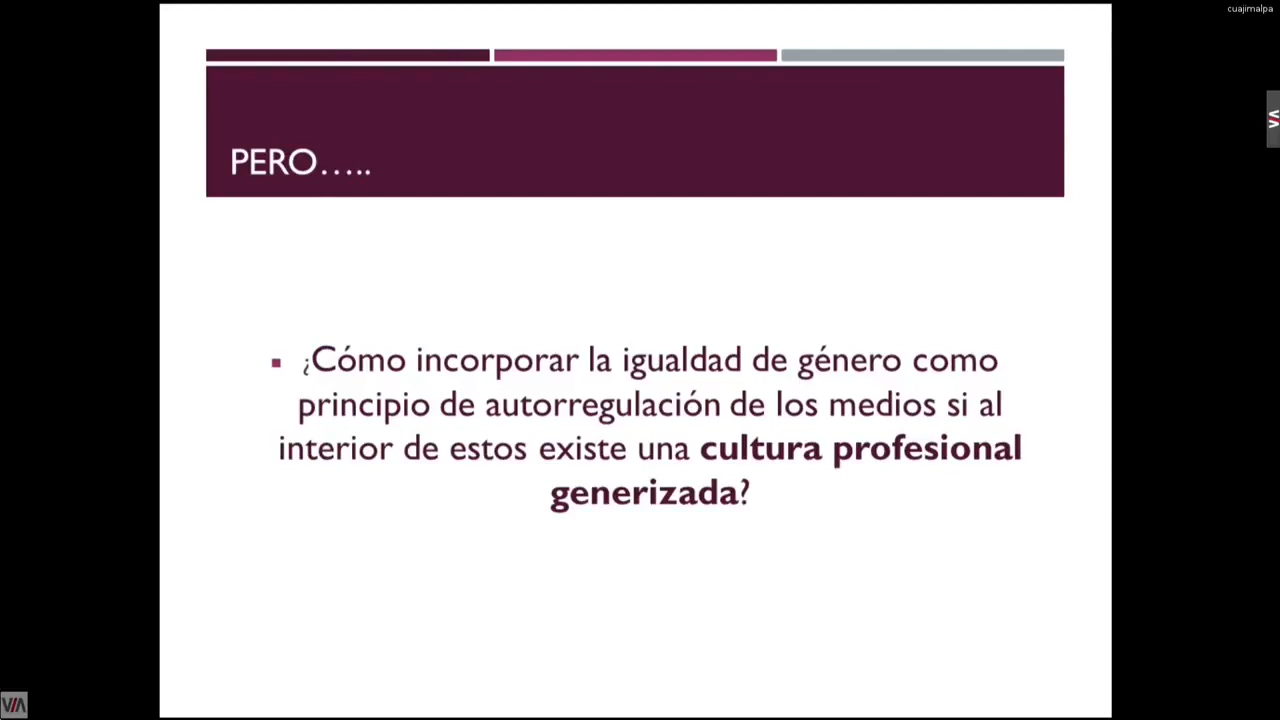 cuajimalpa
PERO…..
¿Cómo incorporar la igualdad de género como
principio de autorregulación de los medios si al
interior de estos existe una cultura profesional
generizada?
VIA